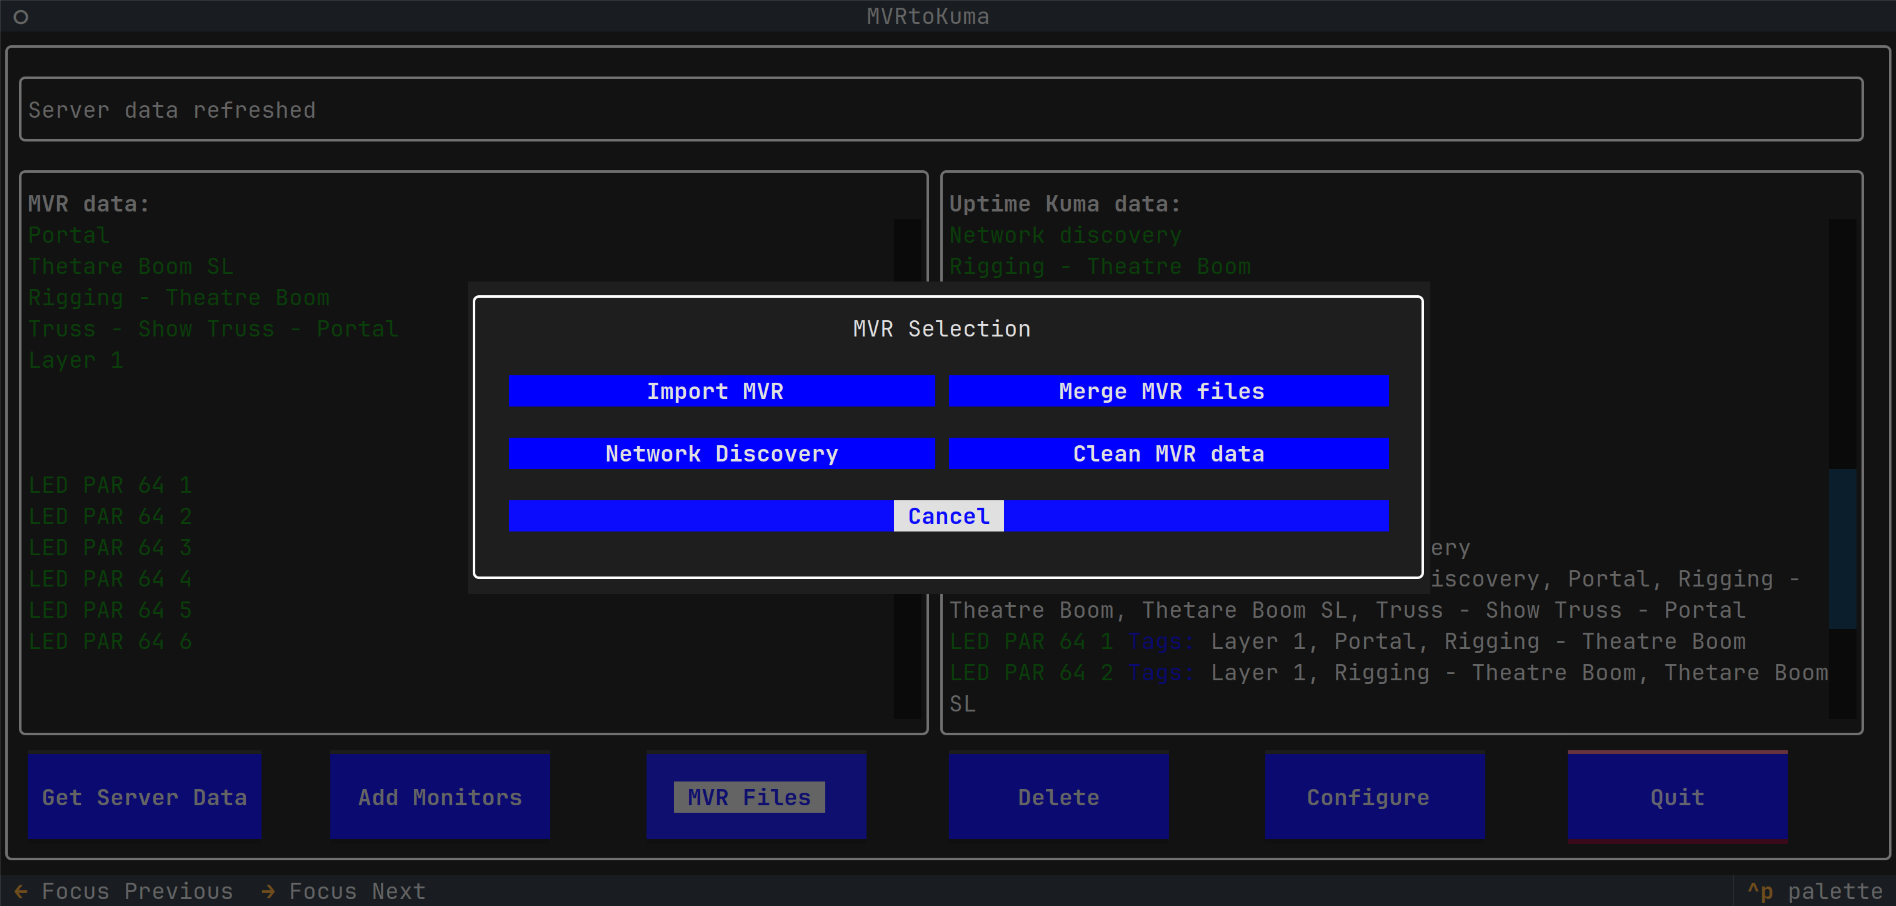 MVRtoKuma
Server data refreshed
MVR data:
Portal
Thetare Boom SL
Rigging - Theatre Boom
Truss - Show Truss - Portal
Layer 1
LED PAR 64 1
LED PAR 64 2
LED PAR 64 3
LED PAR 64 4
LED PAR 64 5
LED PAR 64 6
Uptime Kuma data:
Network discovery
Rigging - Theatre Boom
ery
iscovery, Portal, Rigging -
Theatre Boom, Thetare Boom SL, Truss - Show Truss - Portal
LED PAR 64 1 Tags: Layer 1, Portal, Rigging - Theatre Boom
LED PAR 64 2 Tags: Layer 1, Rigging - Theatre Boom, Thetare Boom
SL
MVR Selection
Import MVR
Merge MVR files
Network Discovery
Clean MVR data
Cancel
Get Server Data
Add Monitors
MVR Files
Delete
Configure
Quit
← Focus Previous → Focus Next
^p palette